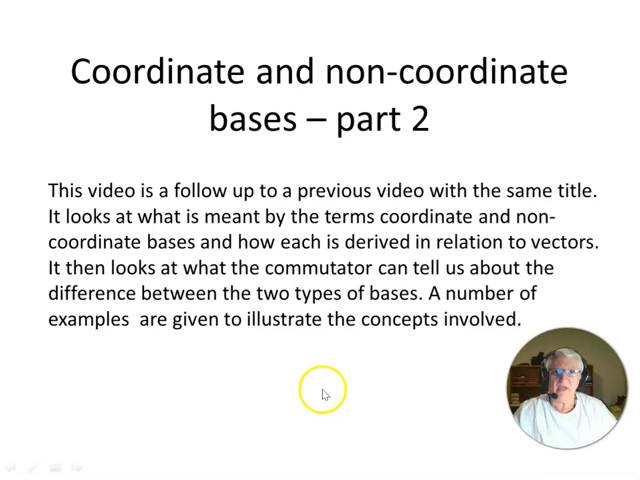 Coordinate and non-coordinate
bases – part 2
This video is a follow up to a previous video with the same title.
It looks at what is meant by the terms coordinate and non-
coordinate bases and how each is derived in relation to vectors.
It then looks at what the commutator can tell us about the
difference between the two types of bases. A number of
examples  are given to illustrate the concepts involved.